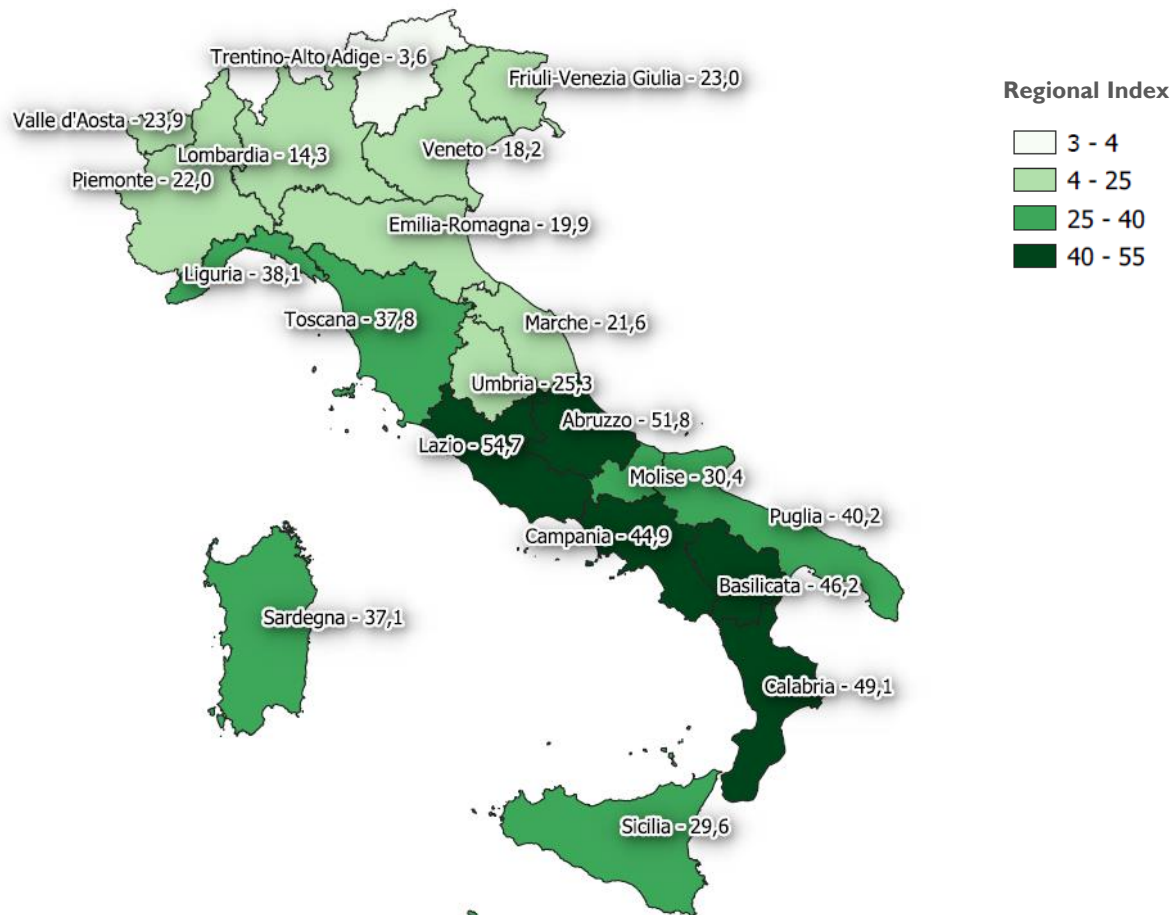 Trentino-Alto Adige - 3,6
Friuli-Venezia Giulia - 23,0
Valle d'Aosta - 23,9
Lombardia - 14,3
Veneto - 18,2
Piemonte - 22,0
Emilia-Romagna - 19,9
Liguria - 38,1
Toscana - 37,8
Marche - 21,6
Umbria - 25,3
Abruzzo - 51,8
Lazio - 54,7
Molise - 30,4
Puglia - 40,2
Campania - 44,9
Basilicata - 46,2
Sardegna - 37,1
Calabria - 49,1
Sicilia - 29,6
Regional Index
3 - 4
4 - 25
25 - 40
40 - 55